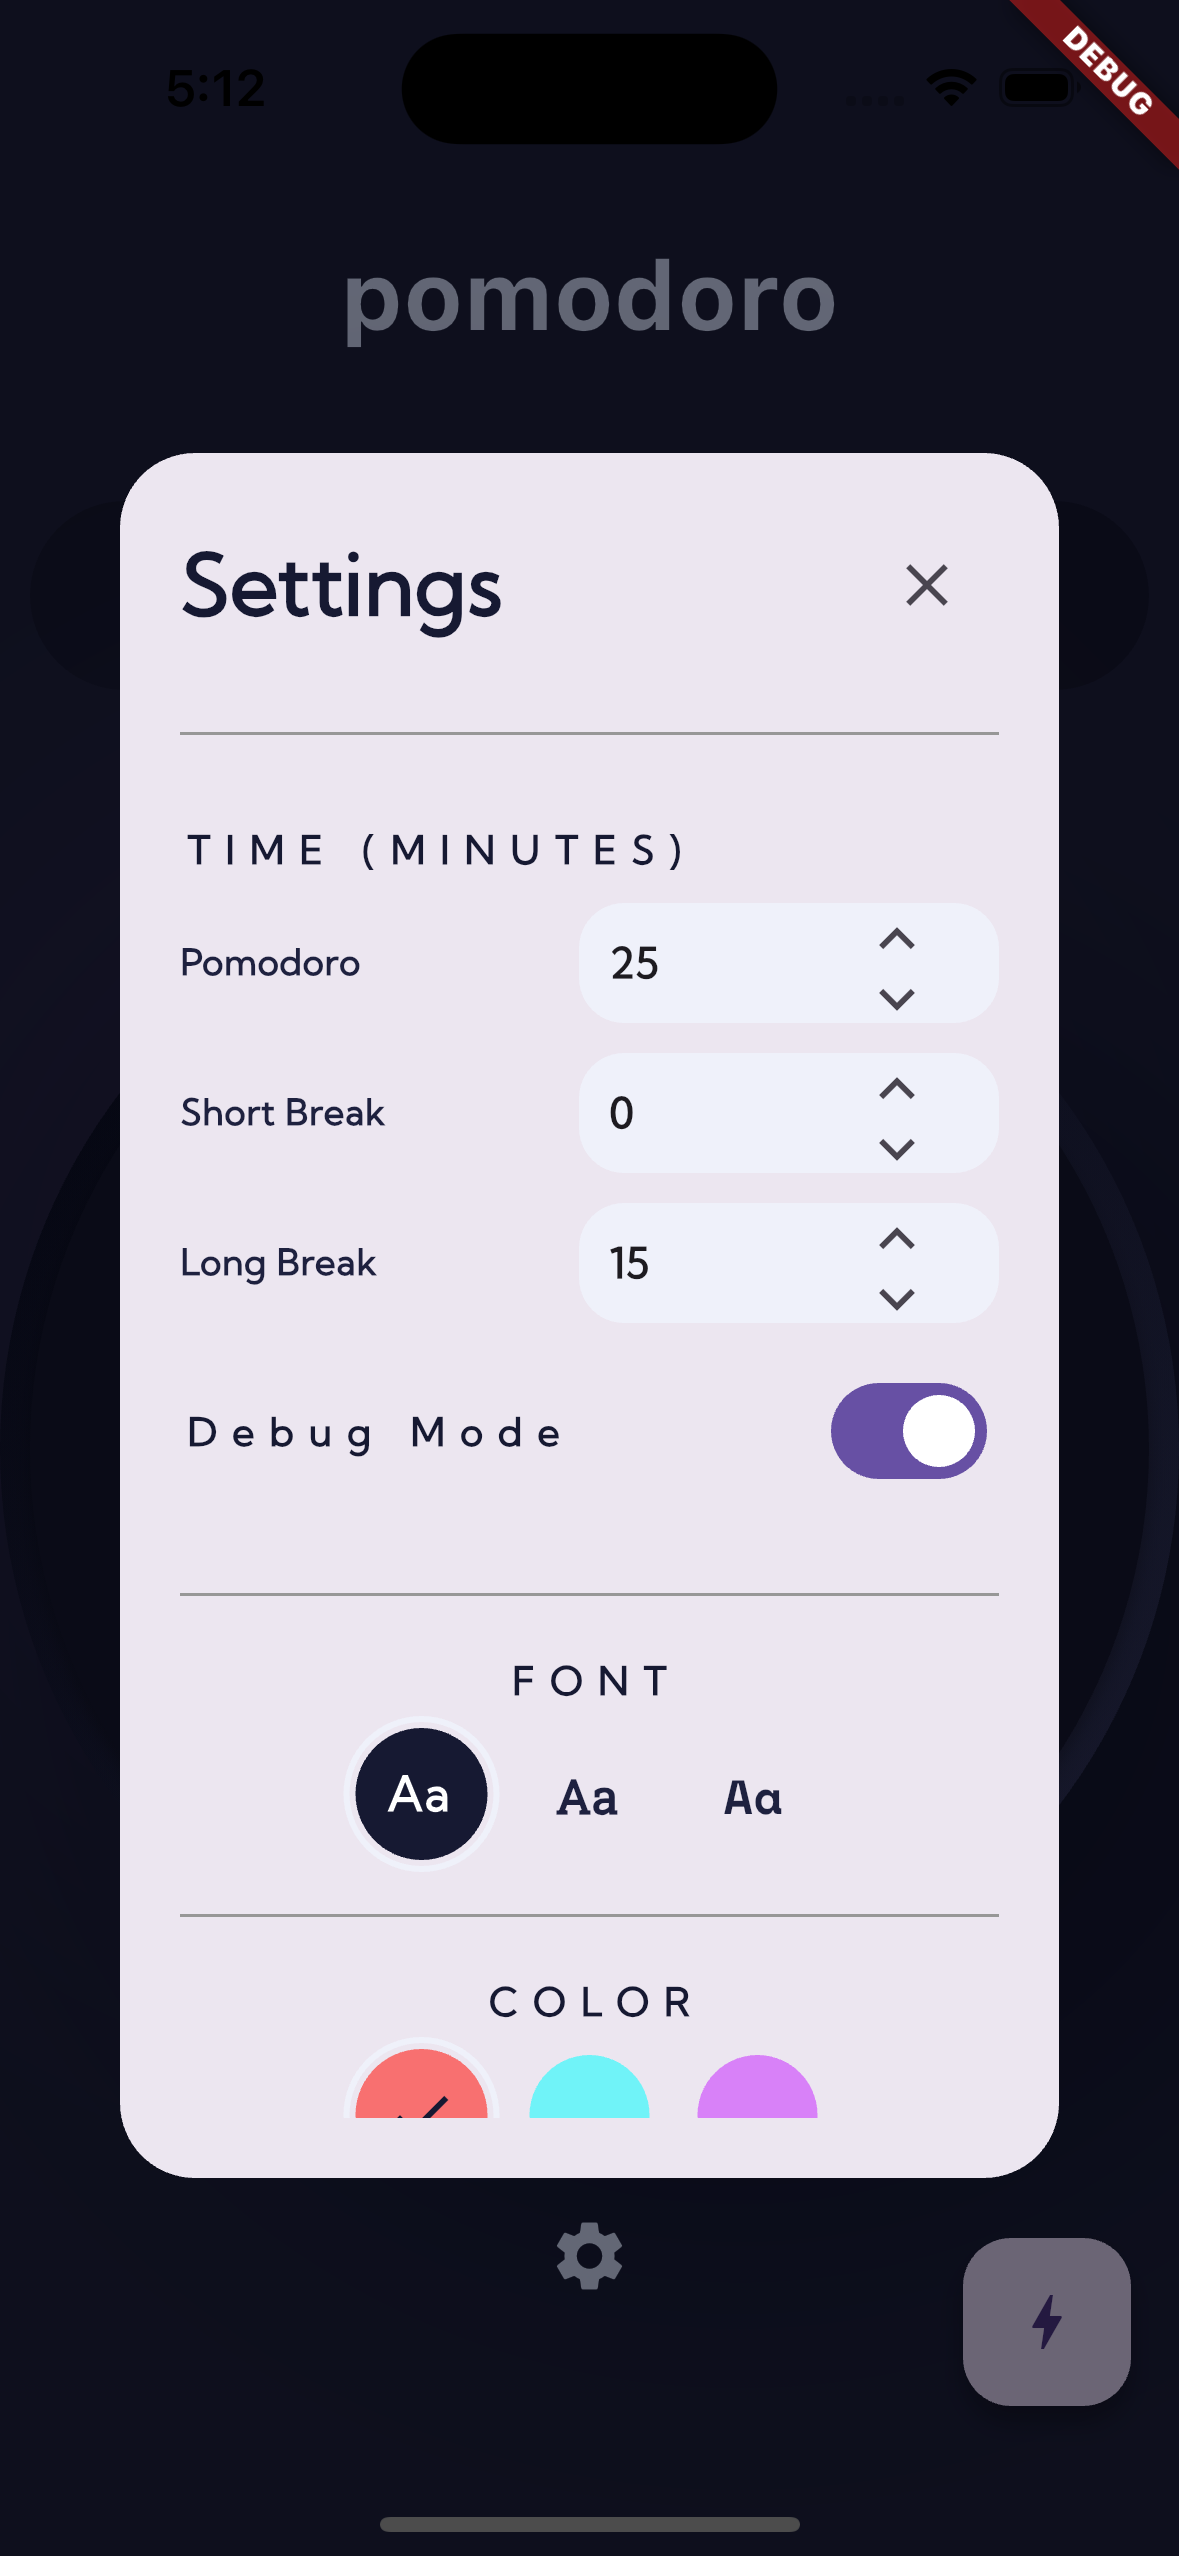 5:12
DEBUG
pomodoro
Settings
TIME (MINUTES)
Pomodoro 25
Short Break 0
Long Break 15
Debug Mode
FONT
Aa Aa Aa
COLOR